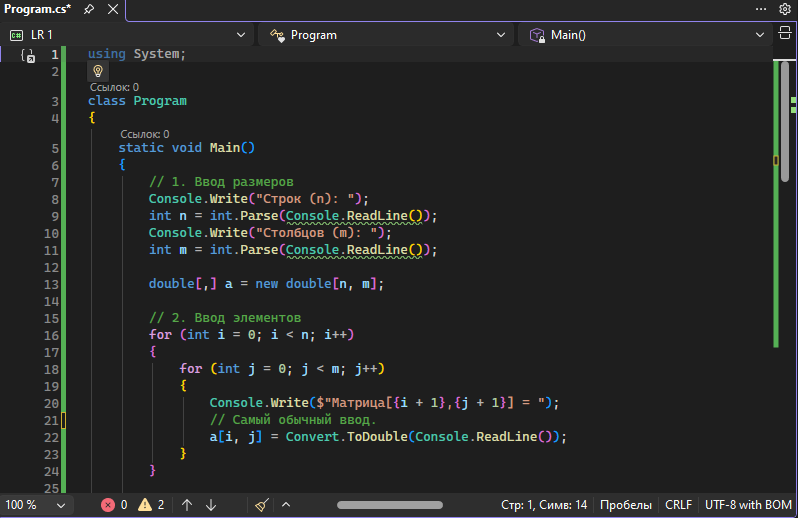 Program.cs*
LR 1
Program
Main()
1 using System;
2
Ссылок: 0
3 class Program
4 {
Ссылок: 0
5 static void Main()
6 {
7 // 1. Ввод размеров
8 Console.Write("Строк (n): ");
9 int n = int.Parse(Console.ReadLine());
10 Console.Write("Столбцов (m): ");
11 int m = int.Parse(Console.ReadLine());
12
13 double[,] a = new double[n, m];
14
15 // 2. Ввод элементов
16 for (int i = 0; i < n; i++)
17 {
18 for (int j = 0; j < m; j++)
19 {
20 Console.Write($"Матрица[{i + 1},{j + 1}] = ");
21 // Самый обычный ввод.
22 a[i, j] = Convert.ToDouble(Console.ReadLine());
23 }
24 }
25
100 % 0 2 Стр: 1, Симв: 14 Пробелы CRLF UTF-8 with BOM